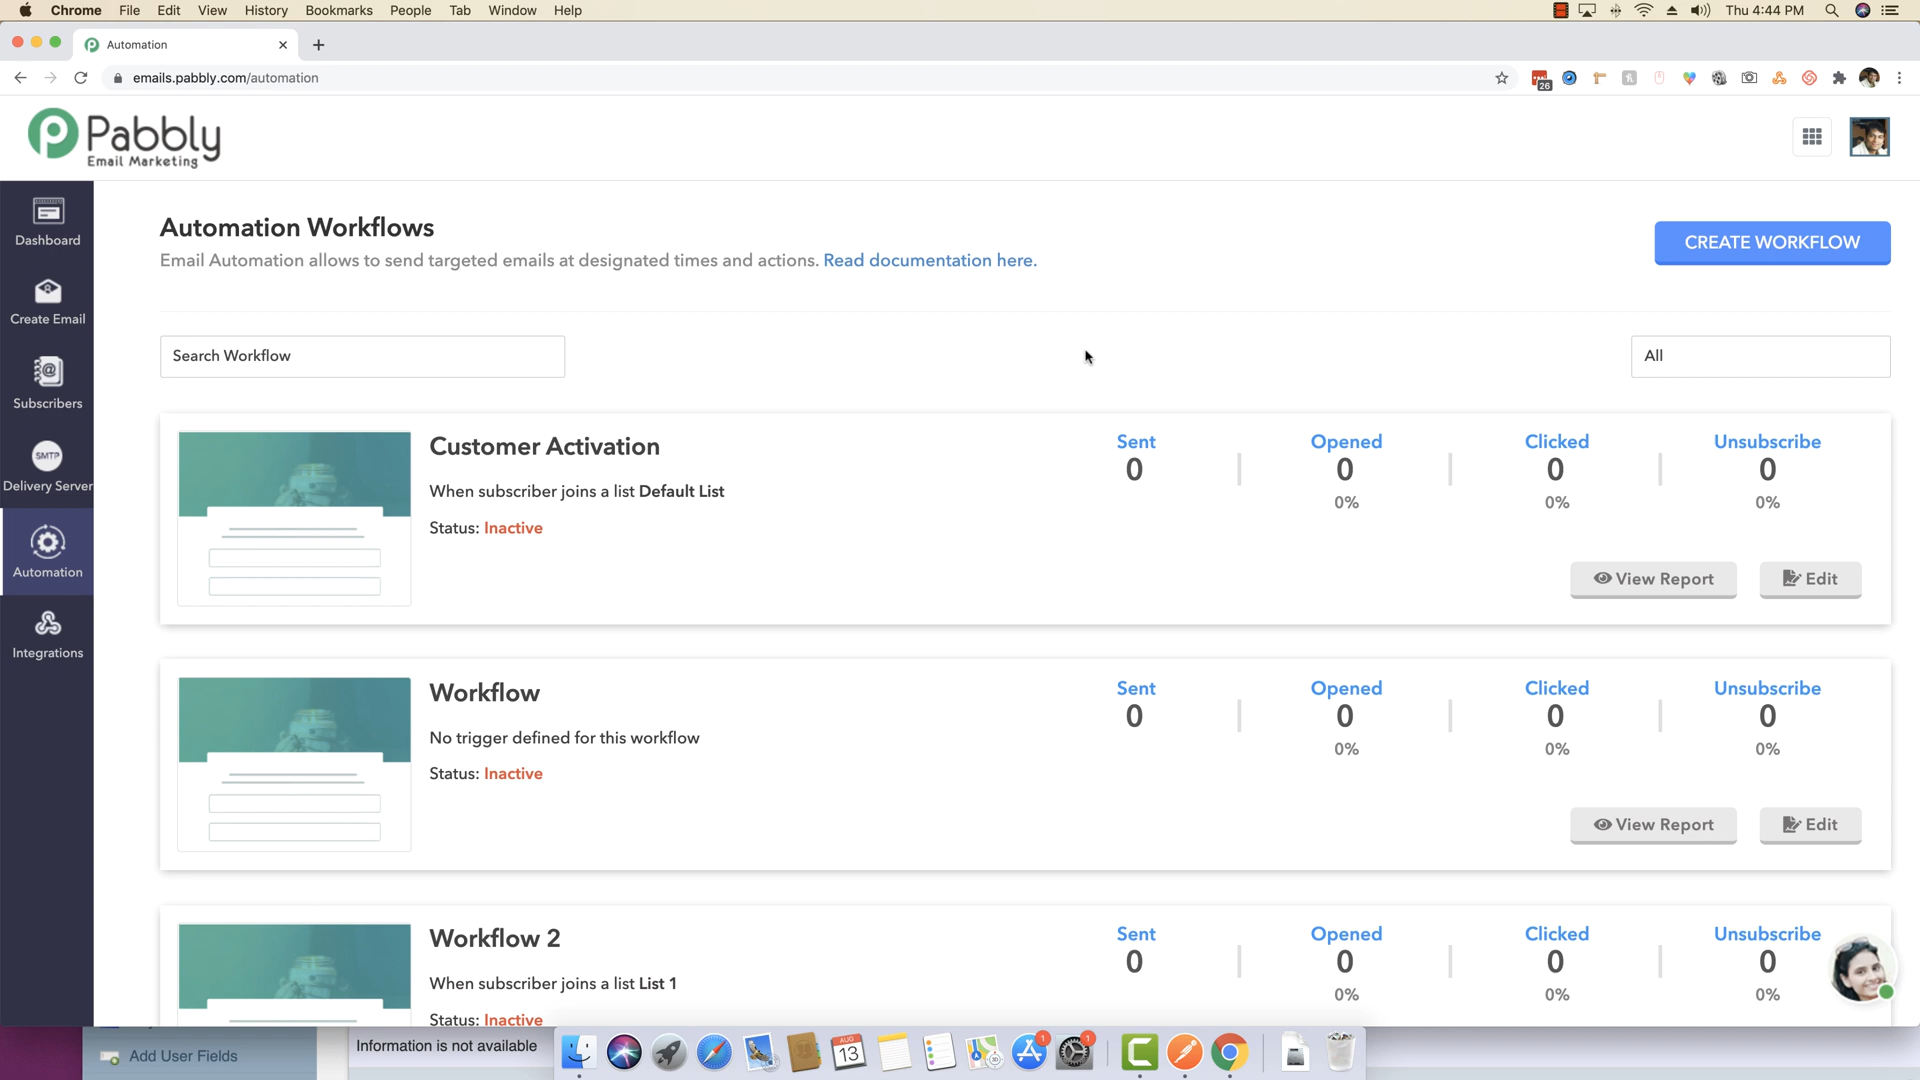 Chrome File Edit View History Bookmarks People Tab Window Help Thu 4:44 PM
Automation
emails.pabbly.com/automation
26
Pabbly
Email Marketing
Dashboard
Create Email
Subscribers
SMTP
Delivery Server
Automation
Integrations
Automation Workflows
CREATE WORKFLOW
Email Automation allows to send targeted emails at designated times and actions. Read documentation here.
Search Workflow
All
Customer Activation
When subscriber joins a list Default List
Status: Inactive
Sent Opened Clicked Unsubscribe
0 0 0 0
0% 0% 0%
View Report Edit
Workflow
No trigger defined for this workflow
Status: Inactive
Sent Opened Clicked Unsubscribe
0 0 0 0
0% 0% 0%
View Report Edit
Workflow 2
When subscriber joins a list List 1
Status: Inactive
Sent Opened Clicked Unsubscribe
0 0 0 0
0% 0% 0%
Add User Fields
Information is not available
AUG
13
1
1